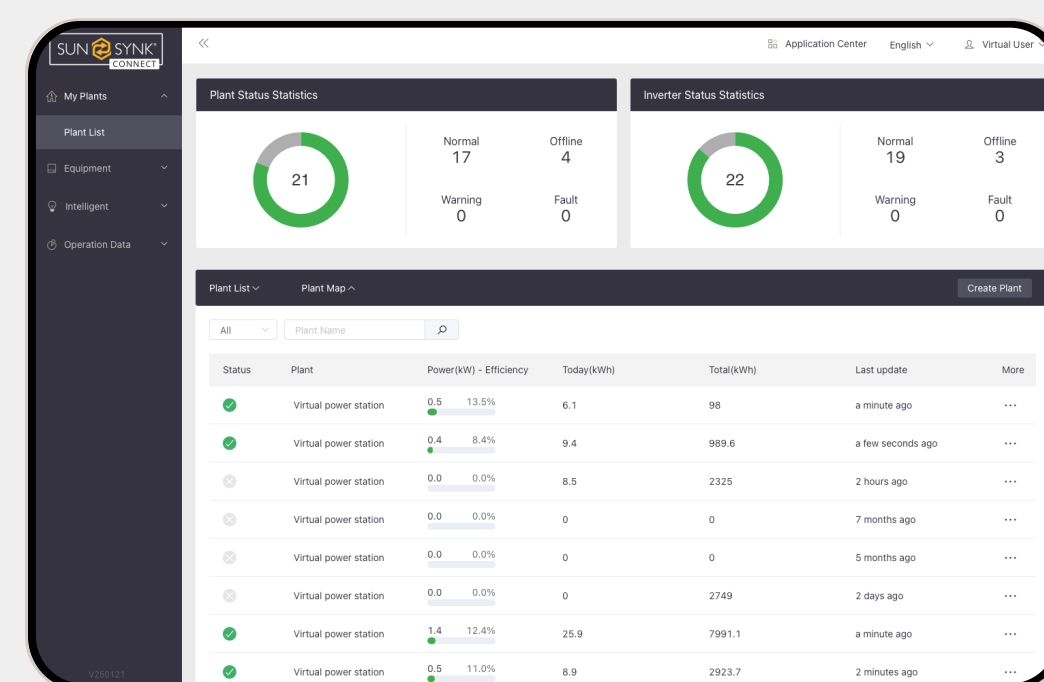 SUN SYNK
CONNECT
Application Center English Virtual User
My Plants
Plant List
Equipment
Intelligent
Operation Data
V250121
Plant Status Statistics
21
Normal Offline
17 4
Warning Fault
0 0
Inverter Status Statistics
22
Normal Offline
19 3
Warning Fault
0 0
Plant List Plant Map Create Plant
All Plant Name
Status Plant Power(kW) - Efficiency Today(kWh) Total(kWh) Last update More
Virtual power station 0.5 13.5% 6.1 98 a minute ago ...
Virtual power station 0.4 8.4% 9.4 989.6 a few seconds ago ...
Virtual power station 0.0 0.0% 8.5 2325 2 hours ago ...
Virtual power station 0.0 0.0% 0 0 7 months ago ...
Virtual power station 0.0 0.0% 0 0 5 months ago ...
Virtual power station 0.0 0.0% 0 2749 2 days ago ...
Virtual power station 1.4 12.4% 25.9 7991.1 a minute ago ...
Virtual power station 0.5 11.0% 8.9 2923.7 2 minutes ago ...